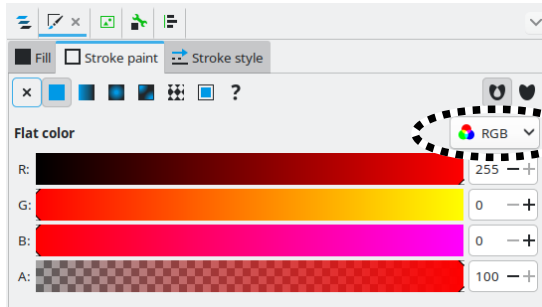 Fill Stroke paint Stroke style
?
Flat color RGB
R: 255
G: 0
B: 0
A: 100